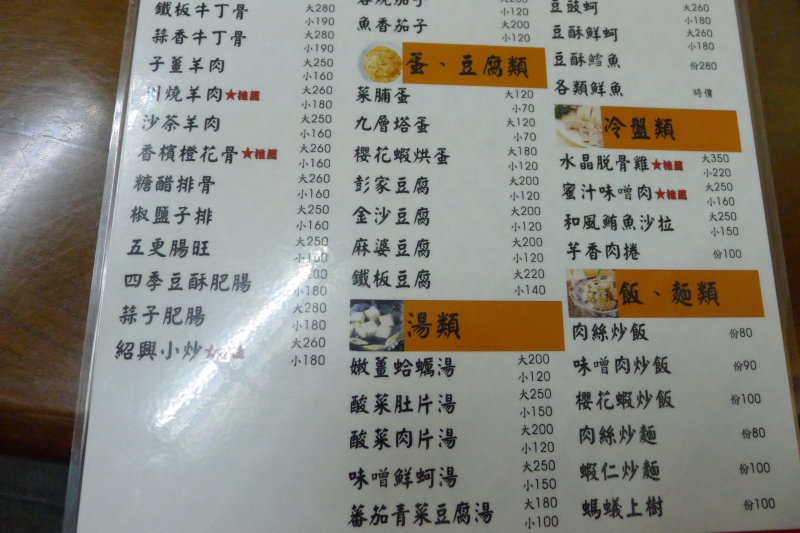 鐵板牛丁骨 大280 小190
蒜香牛丁骨 大280 小190
子薑羊肉 大250 小160
川燒羊肉★推薦 大260 小180
沙茶羊肉 大250 小160
香檳橙花骨★推薦 大260 小160
糖醋排骨 大260 小160
椒鹽子排 大250 小160
五更腸旺 大250
四季豆酥肥腸 小180
蒜子肥腸 大280 小180
紹興小炒 大260 小180
小120
魚香茄子 大200 小120
蛋、豆腐類
菜脯蛋 大120 小70
九層塔蛋 大120 小70
櫻花蝦烘蛋 大180 小120
彭家豆腐 大200 小120
金沙豆腐 大200 小120
麻婆豆腐 大200 小120
鐵板豆腐 大220 小140
湯類
嫩薑蛤蠣湯 大200 小120
酸菜肚片湯 大250 小150
酸菜肉片湯 大200 小120
味噌鮮蚵湯 大250 小150
蕃茄青菜豆腐湯 大180 小100
豆豉蚵 大260 小180
豆酥鮮蚵 大260 小180
豆酥鱈魚 份280
各類鮮魚 時價
冷盤類
水晶脱骨雞★推薦 大350 小220
蜜汁味噌肉★推薦 大250 小160
和風鮪魚沙拉 大250 小150
芋香肉捲 份100
飯、麵類
肉絲炒飯 份80
味噌肉炒飯 份90
櫻花蝦炒飯 份100
肉絲炒麵 份80
蝦仁炒麵 份100
螞蟻上樹 份100